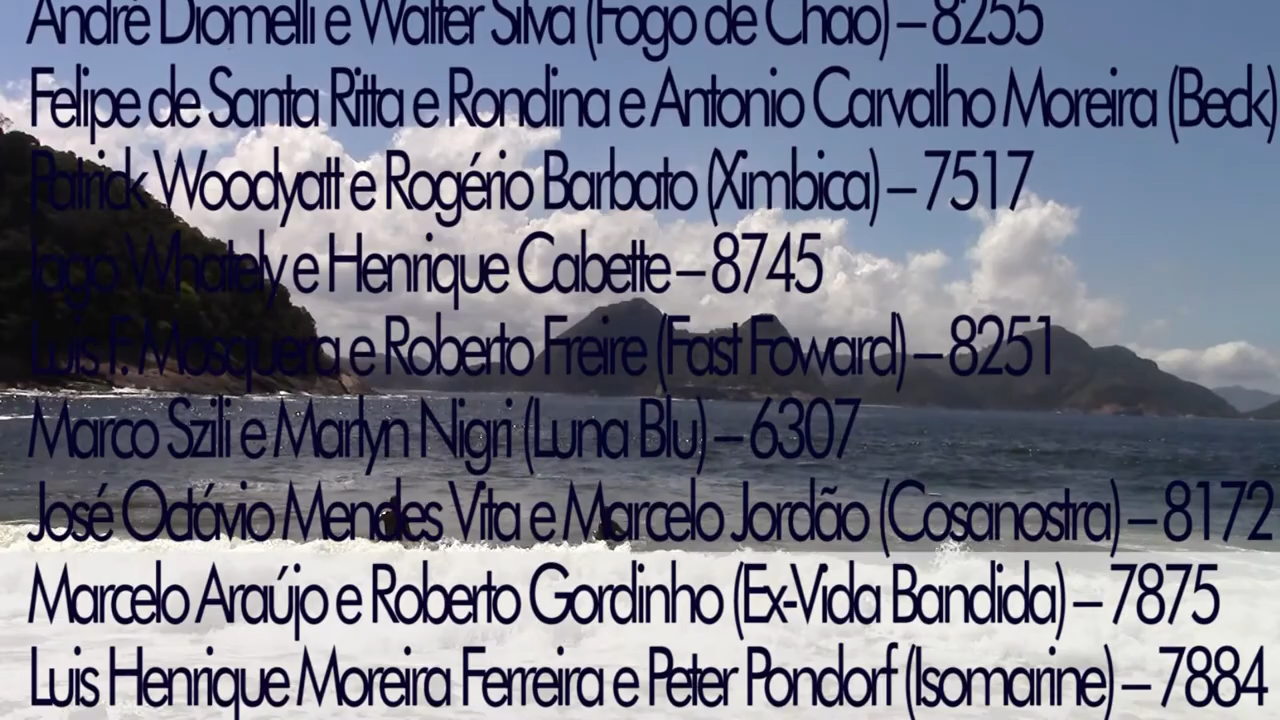 André Diomelli e Walter Silva (Fogo de Chão) – 8255
Felipe de Santa Ritta e Rondina e Antonio Carvalho Moreira (Beck)
Patrick Woodyatt e Rogério Barbato (Ximbica) – 7517
Iago Whately e Henrique Cabette – 8745
Luis F. Mosquera e Roberto Freire (Fast Foward) – 8251
Marco Szili e Marlyn Nigri (Luna Blu) – 6307
José Octávio Mendes Vita e Marcelo Jordão (Cosanostra) – 8172
Marcelo Araújo e Roberto Gordinho (Ex-Vida Bandida) – 7875
Luis Henrique Moreira Ferreira e Peter Pondorf (Isomarine) – 7884